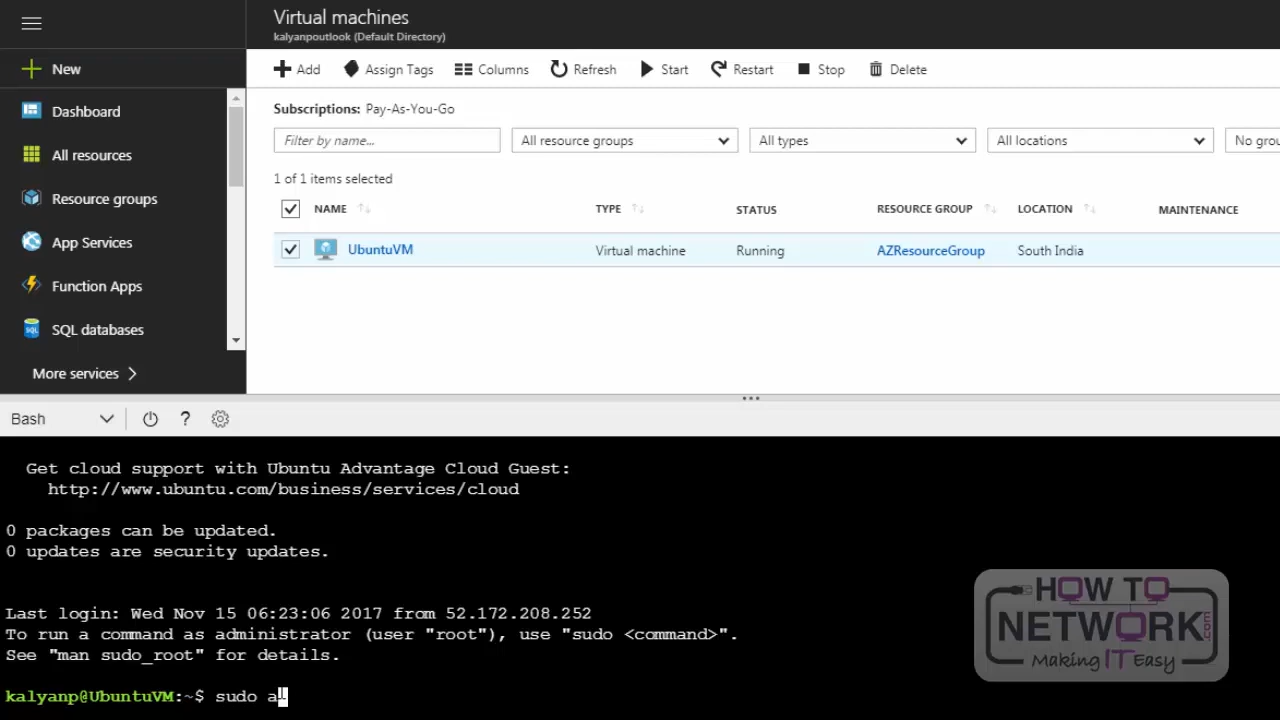 Virtual machines
kalyanpoutlook (Default Directory)
New
Add Assign Tags Columns Refresh Start Restart Stop Delete
Dashboard
All resources
Resource groups
App Services
Function Apps
SQL databases
More services
Subscriptions: Pay-As-You-Go
Filter by name... All resource groups All types All locations No grou
1 of 1 items selected
NAME TYPE STATUS RESOURCE GROUP LOCATION MAINTENANCE
UbuntuVM Virtual machine Running AZResourceGroup South India
Bash ?
Get cloud support with Ubuntu Advantage Cloud Guest:
http://www.ubuntu.com/business/services/cloud
0 packages can be updated.
0 updates are security updates.
Last login: Wed Nov 15 06:23:06 2017 from 52.172.208.252
To run a command as administrator (user "root"), use "sudo <command>".
See "man sudo_root" for details.
kalyanp@UbuntuVM:~$ sudo a
HOW TO
NETWORK.com
Making IT Easy